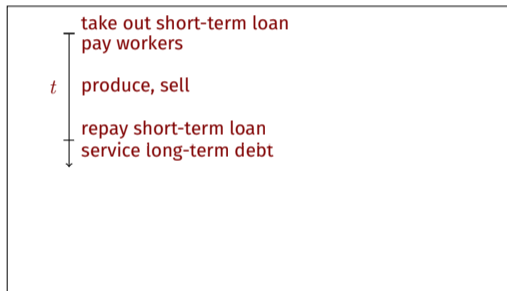 take out short-term loan
pay workers
t
produce, sell
repay short-term loan
service long-term debt